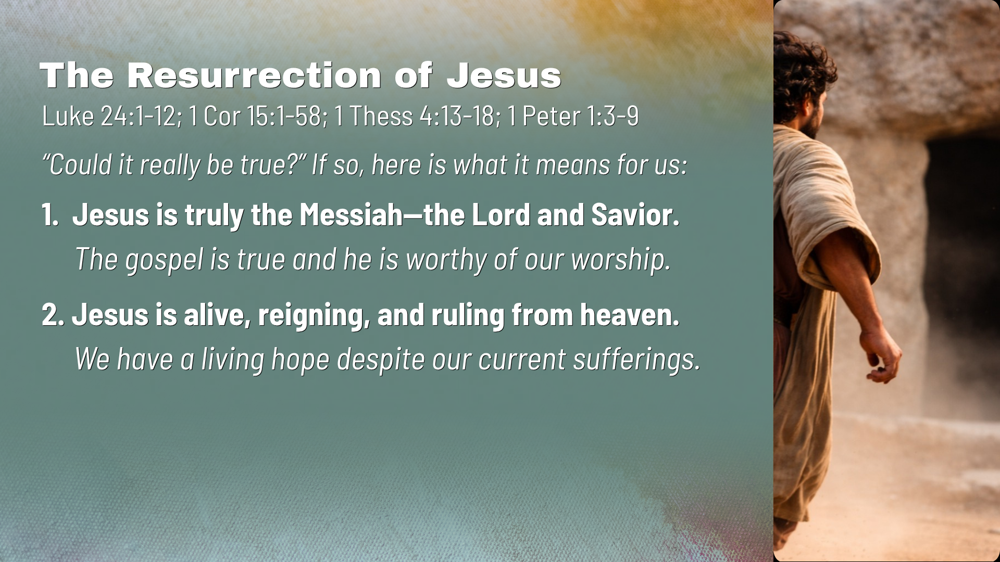 The Resurrection of Jesus
Luke 24:1-12; 1 Cor 15:1-58; 1 Thess 4:13-18; 1 Peter 1:3-9
“Could it really be true?” If so, here is what it means for us:
1. Jesus is truly the Messiah—the Lord and Savior.
The gospel is true and he is worthy of our worship.
2. Jesus is alive, reigning, and ruling from heaven.
We have a living hope despite our current sufferings.